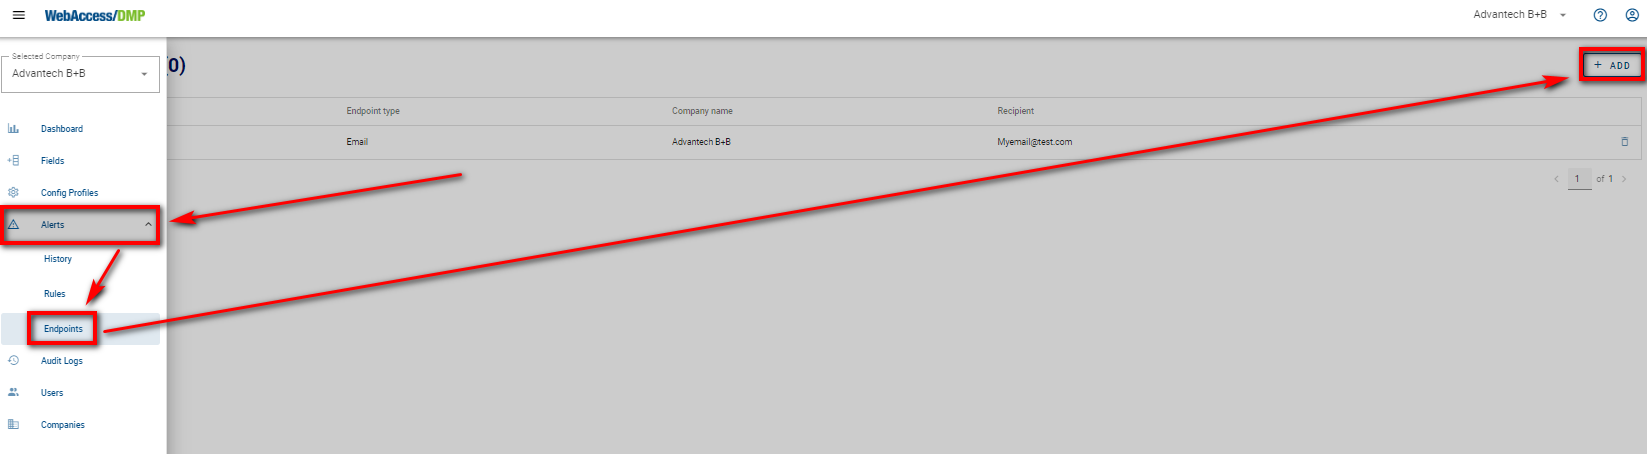 WebAccess/DMP
Advantech B+B
Selected Company
Advantech B+B
0)
+ ADD
Endpoint type Company name Recipient
Email Advantech B+B Myemail@test.com
1 of 1
Dashboard
Fields
Config Profiles
Alerts
History
Rules
Endpoints
Audit Logs
Users
Companies